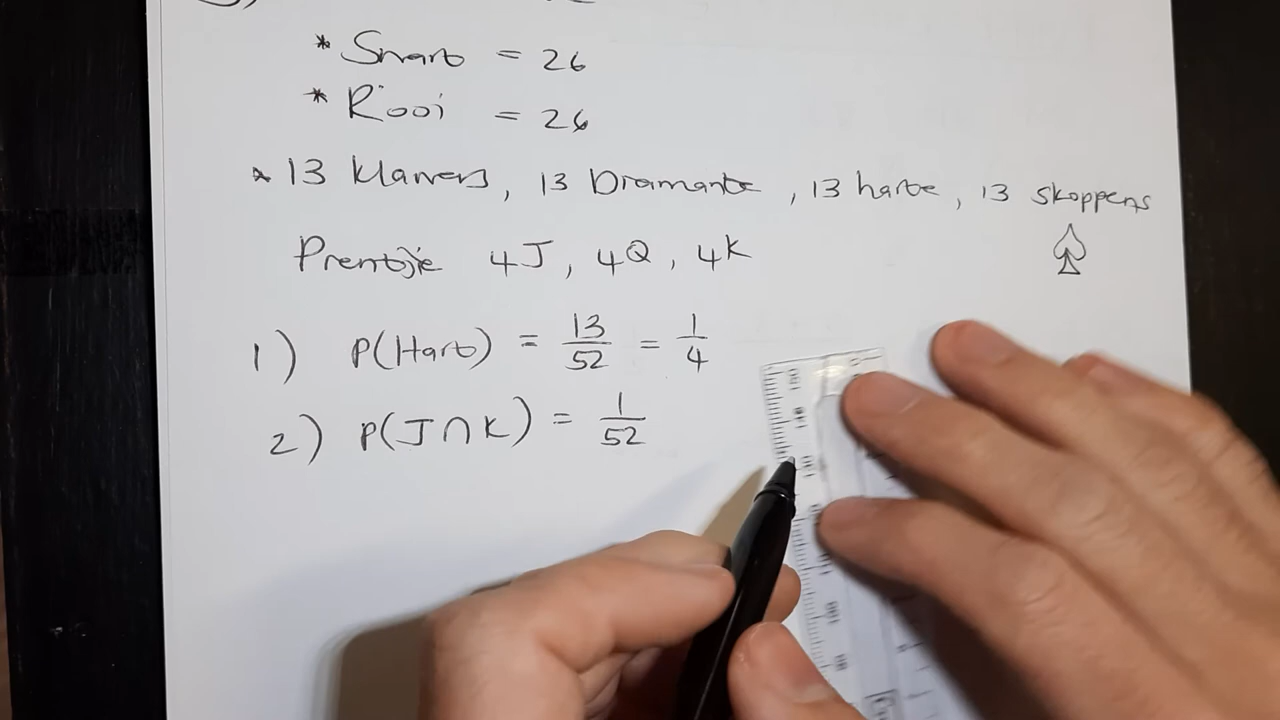 * Swart = 26
* Rooi = 26
* 13 klawers, 13 Diamante, 13 harte, 13 skoppens
Prentjie 4J, 4Q, 4K
1) P(Hart) = 13/52 = 1/4
2) P(J ∩ K) = 1/52